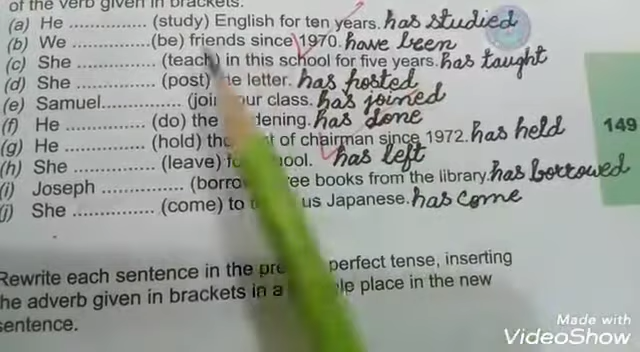 of the verb given in brackets.
(a) He ............... (study) English for ten years. has studied
(b) We ............... (be) friends since 1970. have been
(c) She ............... (teach) in this school for five years. has taught
(d) She ............... (post) letter. has posted
(e) Samuel............... (join our class. has joined
(f) He ............... (do) the dening. has done
(g) He ............... (hold) of chairman since 1972. has held
(h) She ............... (leave) ool. has left
(i) Joseph ............... (borrow ree books from the library. has borrowed
(j) She ............... (come) to us Japanese. has come
149
Rewrite each sentence in the pre perfect tense, inserting
he adverb given in brackets in a le place in the new
sentence.
Made with
VideoShow